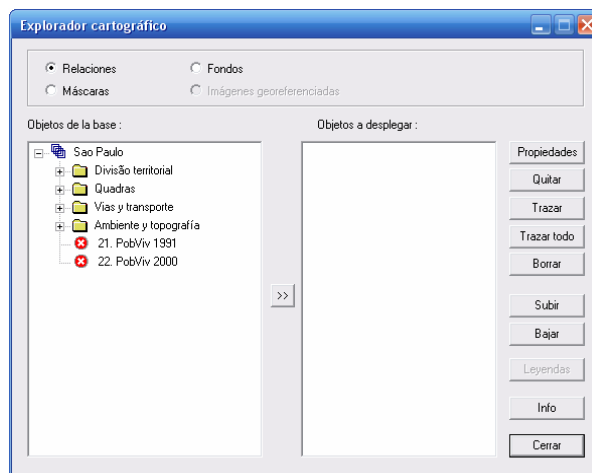 Explorador cartográfico
Relaciones
Fondos
Máscaras
Imágenes georeferenciadas
Objetos de la base :
Objetos a desplegar :
Sao Paulo
Divisão territorial
Quadras
Vias y transporte
Ambiente y topografía
21. PobViv 1991
22. PobViv 2000
>>
Propiedades
Quitar
Trazar
Trazar todo
Borrar
Subir
Bajar
Leyendas
Info
Cerrar